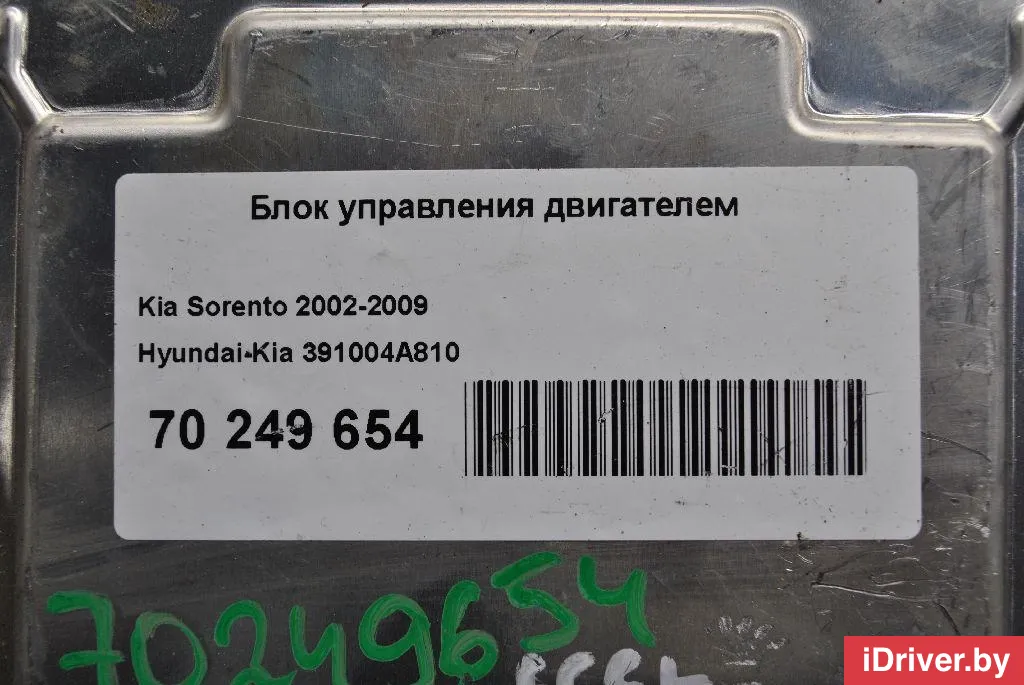 Блок управления двигателем
Kia Sorento 2002-2009
Hyundai-Kia 391004A810
70 249 654
70249654
iDriver.by